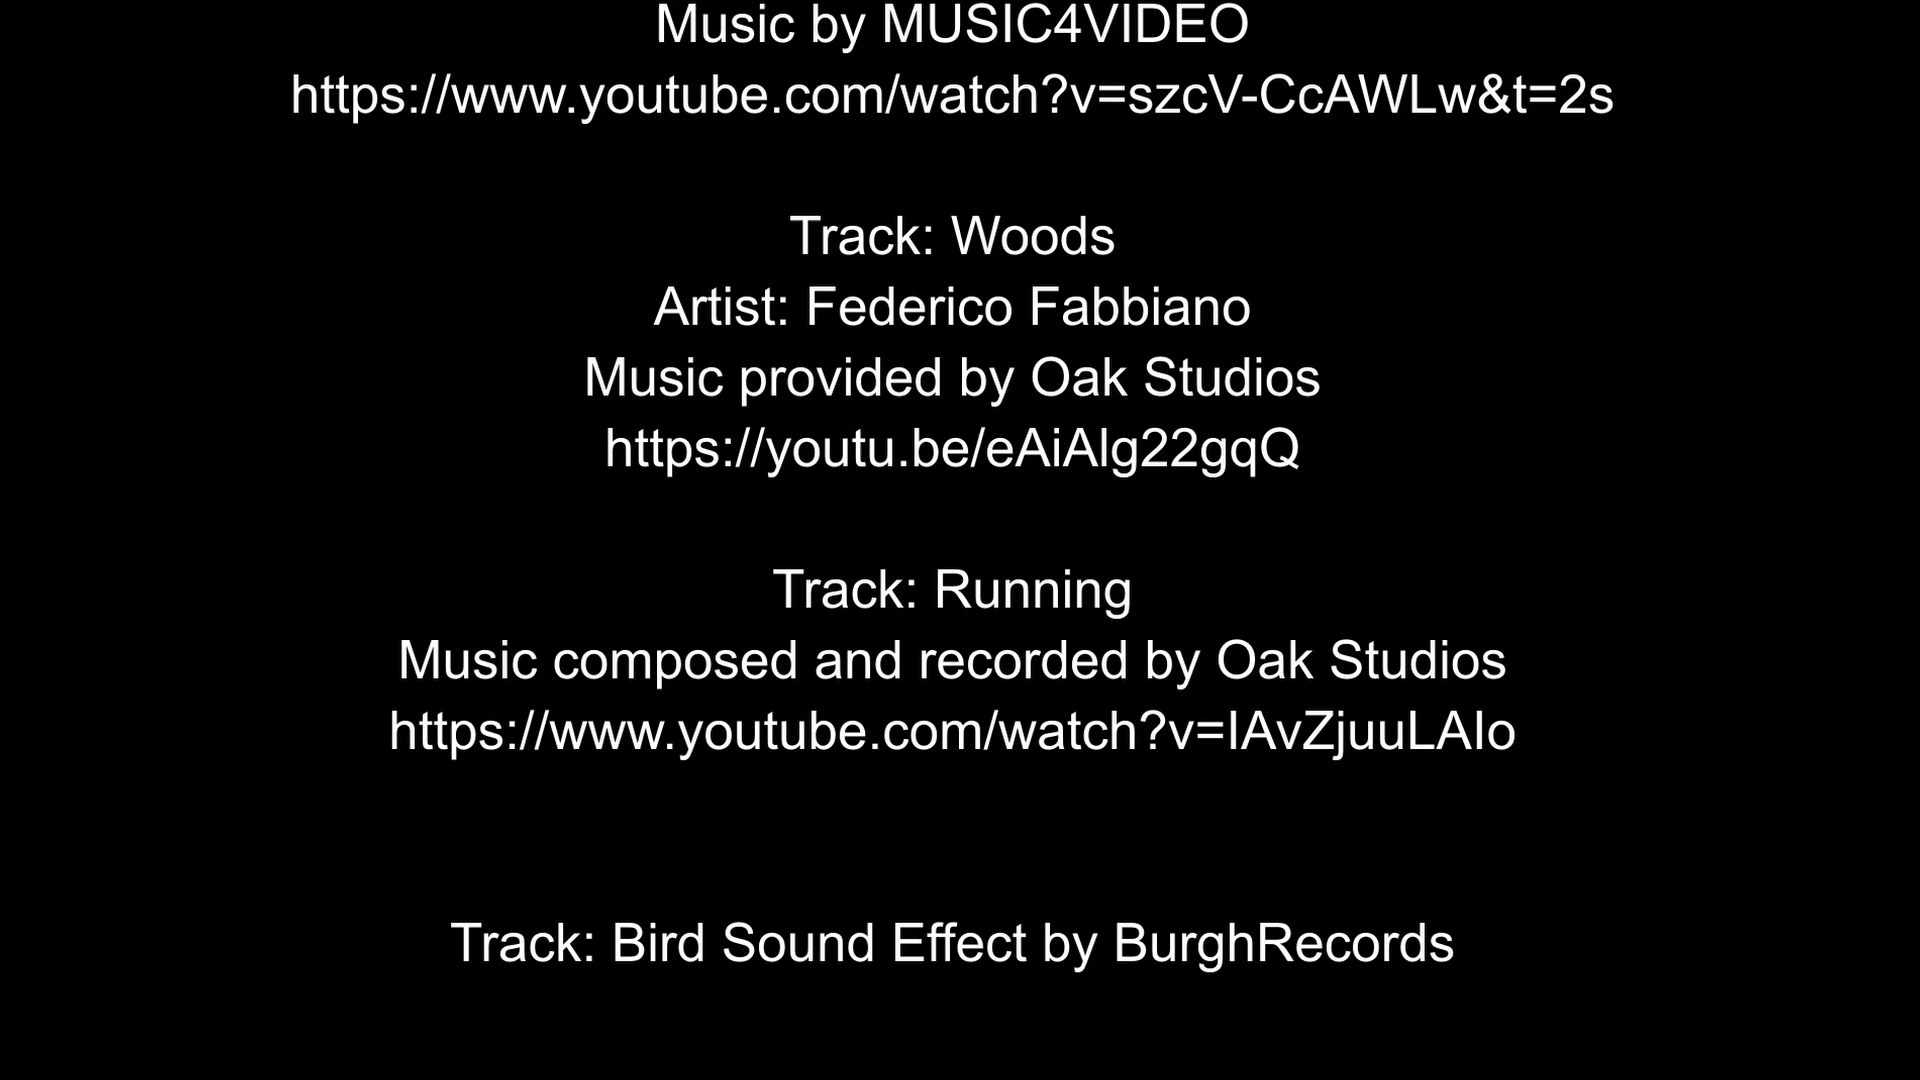 Music by MUSIC4VIDEO
https://www.youtube.com/watch?v=szcV-CcAWLw&t=2s
Track: Woods
Artist: Federico Fabbiano
Music provided by Oak Studios
https://youtu.be/eAiAlg22gqQ
Track: Running
Music composed and recorded by Oak Studios
https://www.youtube.com/watch?v=IAvZjuuLAIo
Track: Bird Sound Effect by BurghRecords